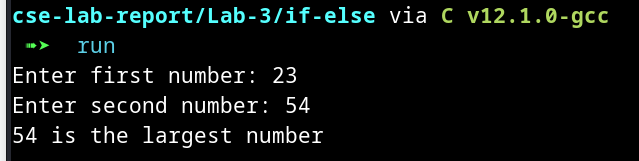 cse-lab-report/Lab-3/if-else via C v12.1.0-gcc
➠➤ run
Enter first number: 23
Enter second number: 54
54 is the largest number